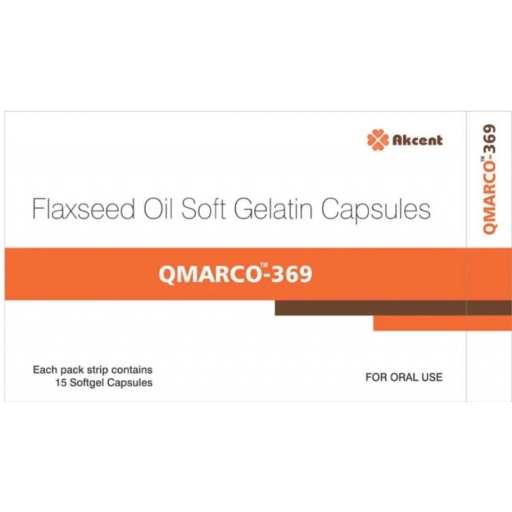 Akcent
Flaxseed Oil Soft Gelatin Capsules
QMARCO™-369
Each pack strip contains
15 Softgel Capsules
FOR ORAL USE
QMARCO™-369